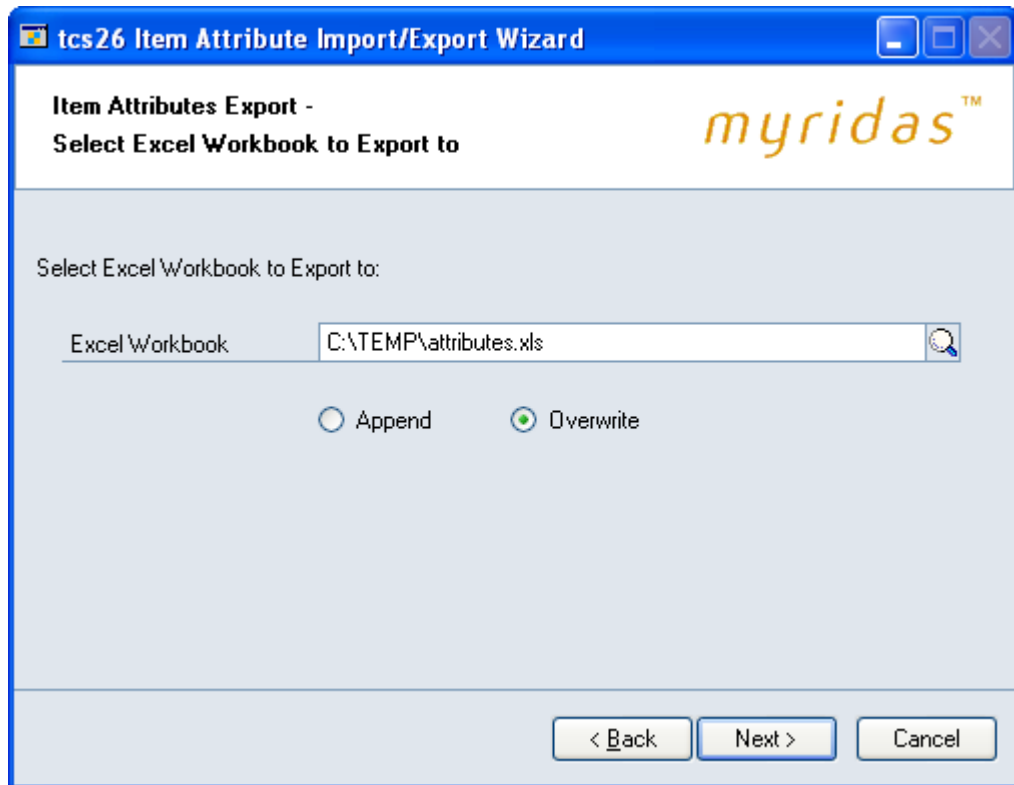 tcs26 Item Attribute Import/Export Wizard
Item Attributes Export -
Select Excel Workbook to Export to
myridas™
Select Excel Workbook to Export to:
Excel Workbook C:\TEMP\attributes.xls
Append Overwrite
< Back Next > Cancel